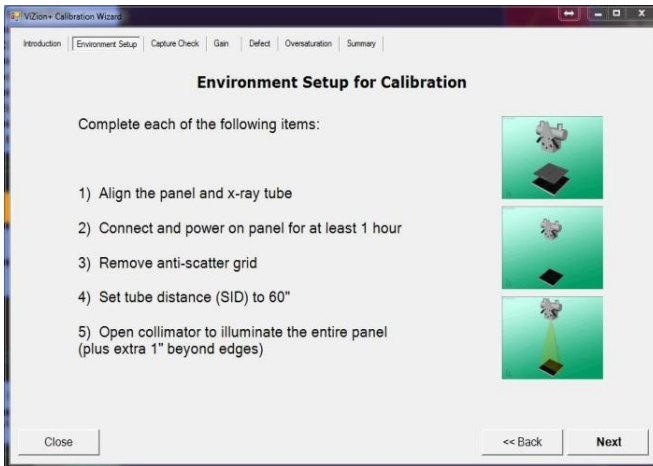 ViZion+ Calibration Wizard
Introduction Environment Setup Capture Check Gain Defect Oversaturation Summary
Environment Setup for Calibration
Complete each of the following items:
1) Align the panel and x-ray tube
2) Connect and power on panel for at least 1 hour
3) Remove anti-scatter grid
4) Set tube distance (SID) to 60"
5) Open collimator to illuminate the entire panel
(plus extra 1" beyond edges)
Close << Back Next